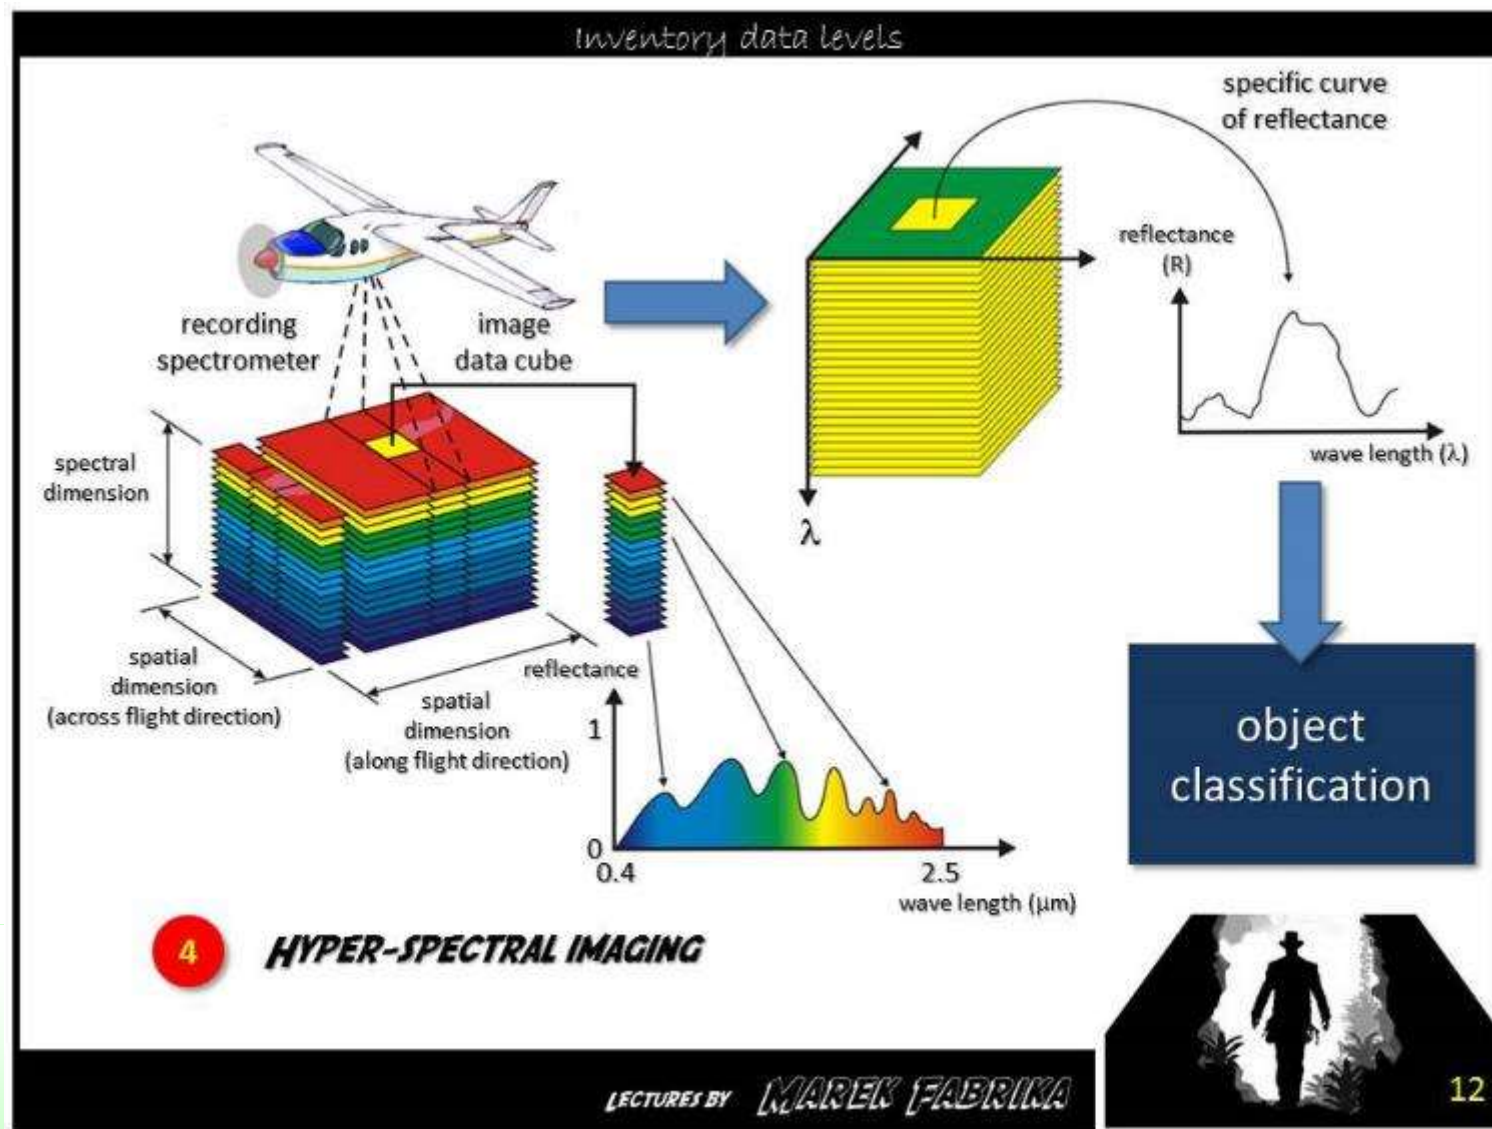 Inventory data levels
specific curve
of reflectance
reflectance
(R)
wave length (λ)
λ
recording
spectrometer
image
data cube
spectral
dimension
spatial
dimension
(across flight direction)
spatial
dimension
(along flight direction)
reflectance
1
0
0.4
2.5
wave length (μm)
object
classification
4
HYPER-SPECTRAL IMAGING
LECTURES BY MAREK FABRIKA
12